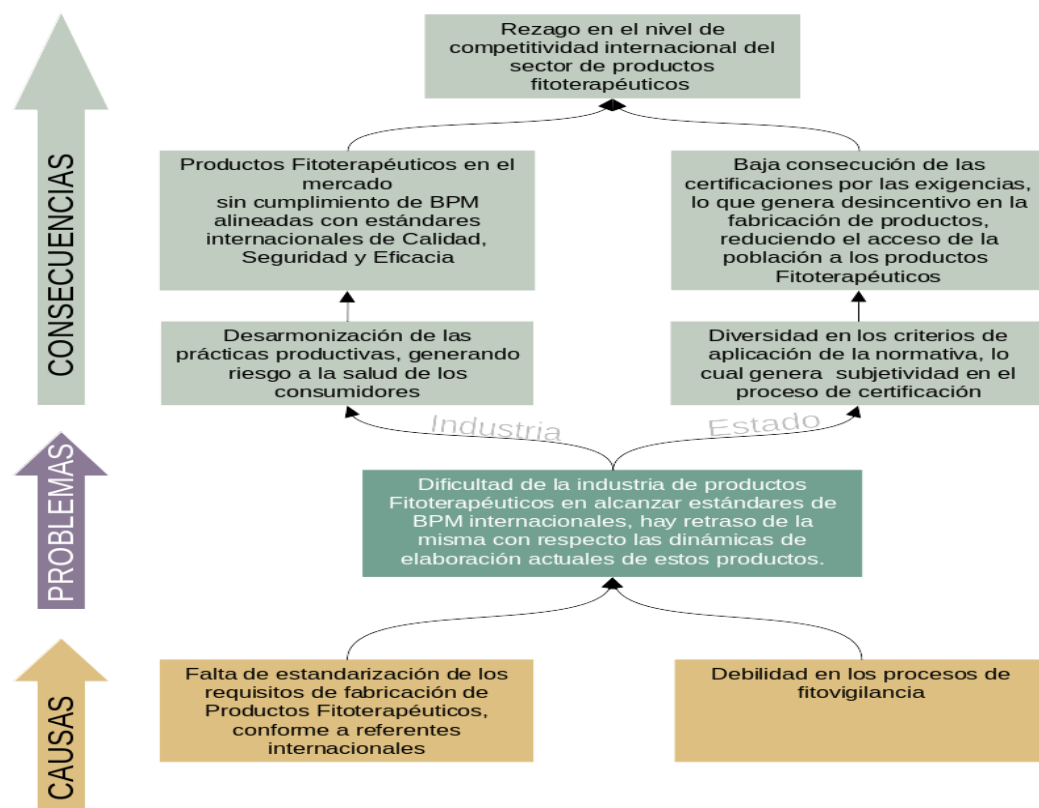 Rezago en el nivel de
competitividad internacional del
sector de productos
fitoterapéuticos
CONSECUENCIAS
Productos Fitoterapéuticos en el
mercado
sin cumplimiento de BPM
alineadas con estándares
internacionales de Calidad,
Seguridad y Eficacia
Baja consecución de las
certificaciones por las exigencias,
lo que genera desincentivo en la
fabricación de productos,
reduciendo el acceso de la
población a los productos
Fitoterapéuticos
Desarmonización de las
prácticas productivas, generando
riesgo a la salud de los
consumidores
Diversidad en los criterios de
aplicación de la normativa, lo
cual genera  subjetividad en el
proceso de certificación
Industria
Estado
PROBLEMAS
Dificultad de la industria de productos
Fitoterapéuticos en alcanzar estándares de
BPM internacionales, hay retraso de la
misma con respecto las dinámicas de
elaboración actuales de estos productos.
CAUSAS
Falta de estandarización de los
requisitos de fabricación de
Productos Fitoterapéuticos,
conforme a referentes
internacionales
Debilidad en los procesos de
fitovigilancia